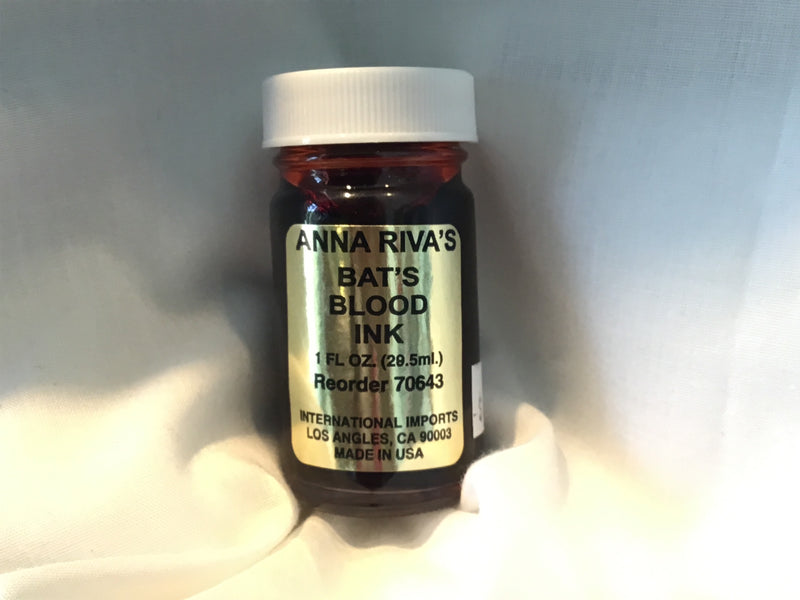 ANNA RIVA'S
BAT'S
BLOOD
INK
1 FL OZ. (29.5ml.)
Reorder 70643
INTERNATIONAL IMPORTS
LOS ANGLES, CA 90003
MADE IN USA